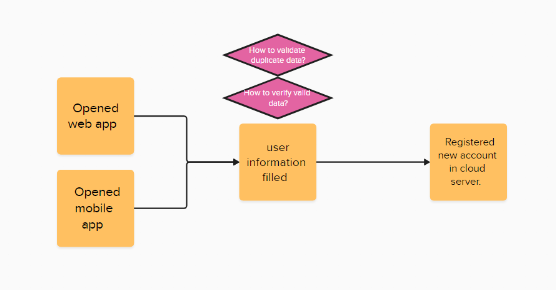 How to validate
duplicate data?
How to verify valid
data?
Opened
web app
user
information
filled
Registered
new account
in cloud
server.
Opened
mobile
app